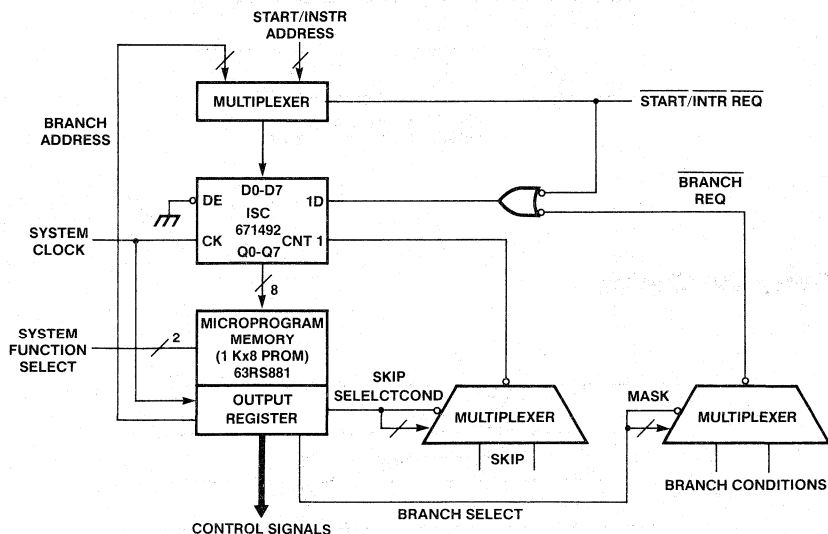 START/INSTR
ADDRESS
MULTIPLEXER
START/INTR REQ
BRANCH
ADDRESS
BRANCH
REQ
D0-D7
DE
1D
ISC
671492
SYSTEM
CLOCK
CK
CNT 1
Q0-Q7
8
SYSTEM
FUNCTION
SELECT
2
MICROPROGRAM
MEMORY
(1 Kx8 PROM)
63RS881
OUTPUT
REGISTER
SKIP
SELELCTCOND
MULTIPLEXER
SKIP
MASK
MULTIPLEXER
BRANCH CONDITIONS
BRANCH SELECT
CONTROL SIGNALS